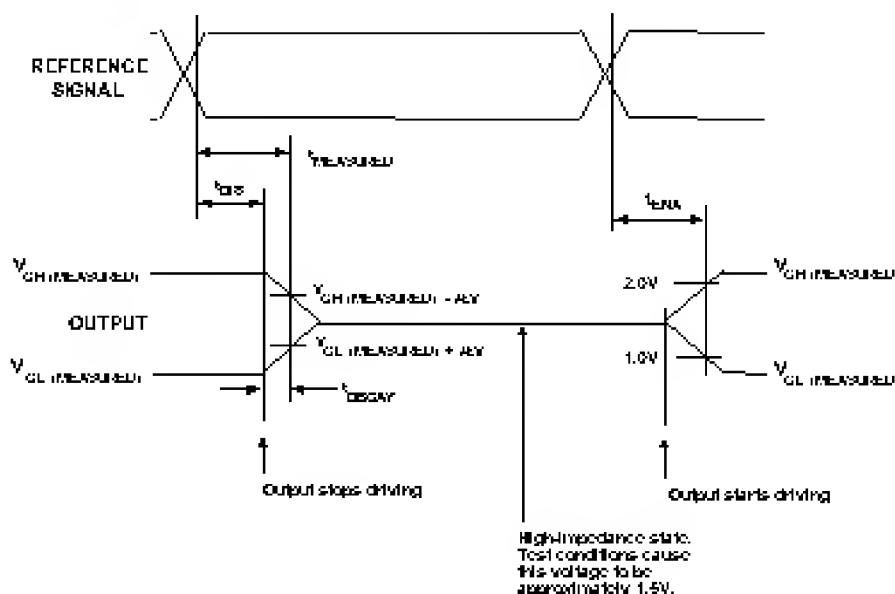 REFERENCE
SIGNAL
tMEASURED
tDIS
tENA
VOH (MEASURED)
VOH (MEASURED) - ΔV
2.0V
VOH (MEASURED)
OUTPUT
VOL (MEASURED) + ΔV
1.0V
VOL (MEASURED)
VOL (MEASURED)
tDECAY
Output stops driving
Output starts driving
High-impedance state.
Test conditions cause
this voltage to be
approximately 1.5V.